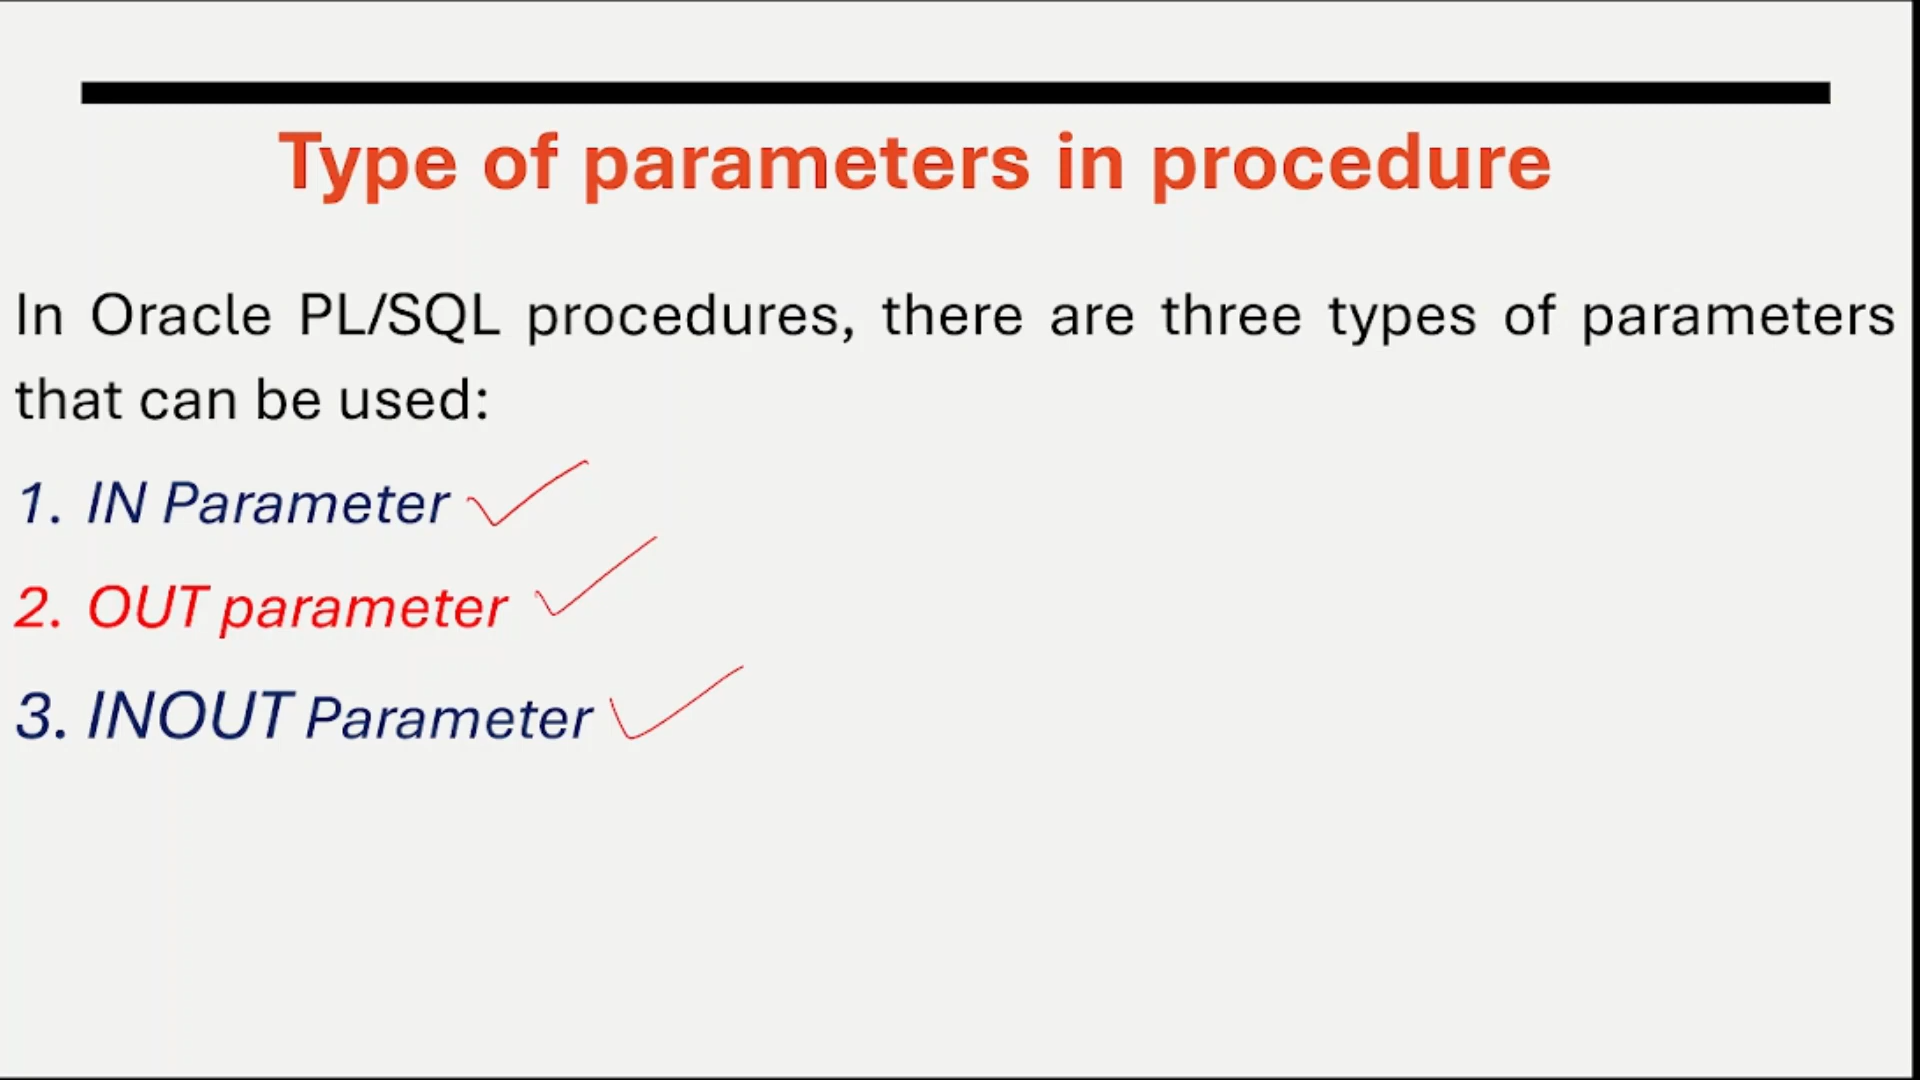 Type of parameters in procedure
In Oracle PL/SQL procedures, there are three types of parameters
that can be used:
1. IN Parameter
2. OUT parameter
3. INOUT Parameter